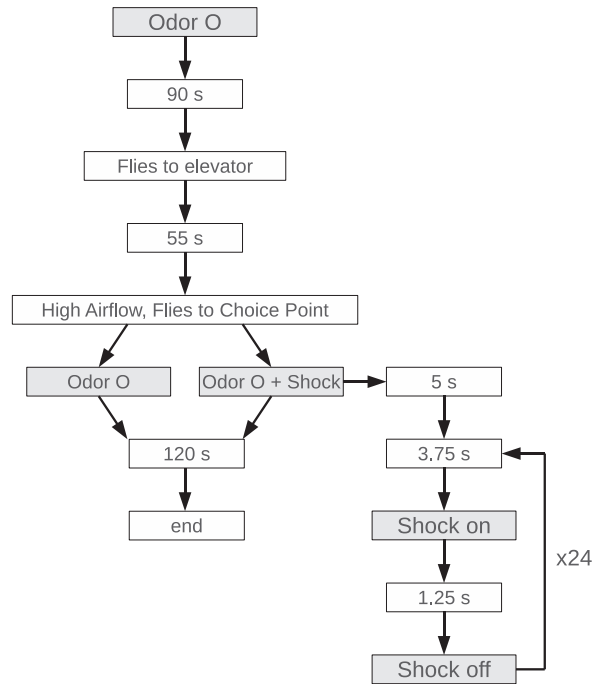 Odor O
90 s
Flies to elevator
55 s
High Airflow, Flies to Choice Point
Odor O
Odor O + Shock
5 s
120 s
3,75 s
end
Shock on
x24
1,25 s
Shock off